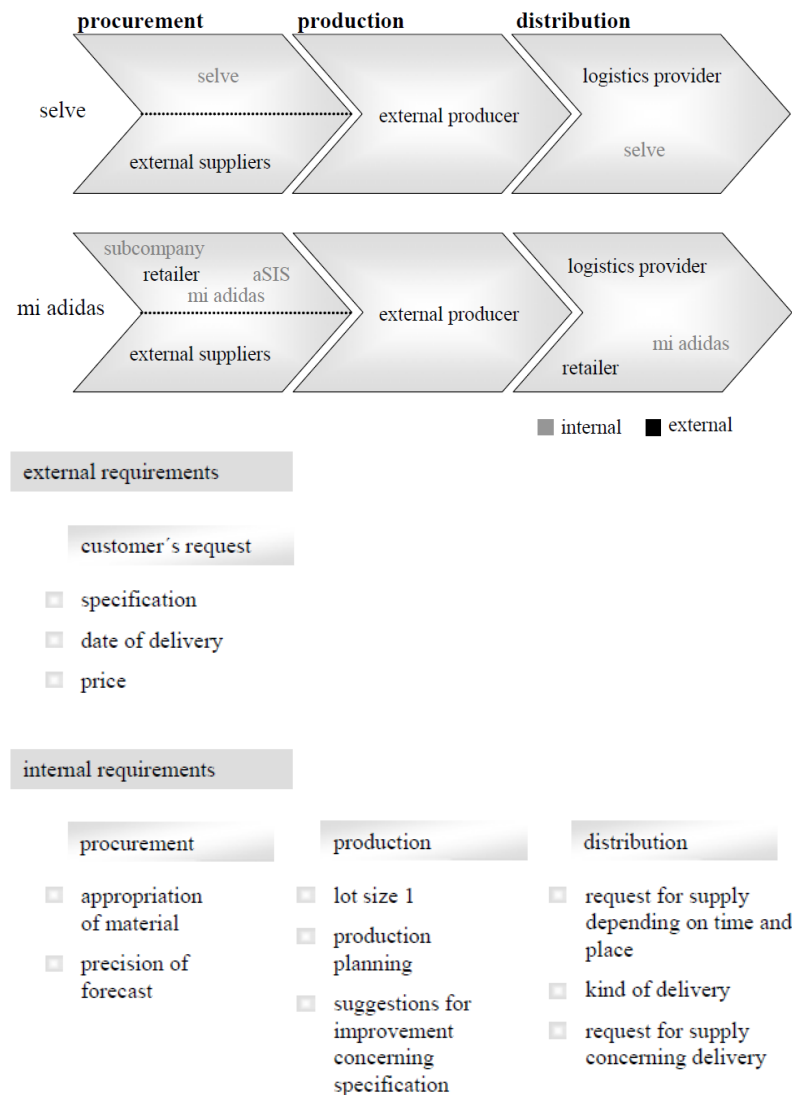 procurement production distribution
selve
selve
external suppliers
external producer
logistics provider
selve
mi adidas
subcompany
retailer aSIS
mi adidas
external suppliers
external producer
logistics provider
mi adidas
retailer
internal external
external requirements
customer´s request
specification
date of delivery
price
internal requirements
procurement
appropriation
of material
precision of
forecast
production
lot size 1
production
planning
suggestions for
improvement
concerning
specification
distribution
request for supply
depending on time and
place
kind of delivery
request for supply
concerning delivery